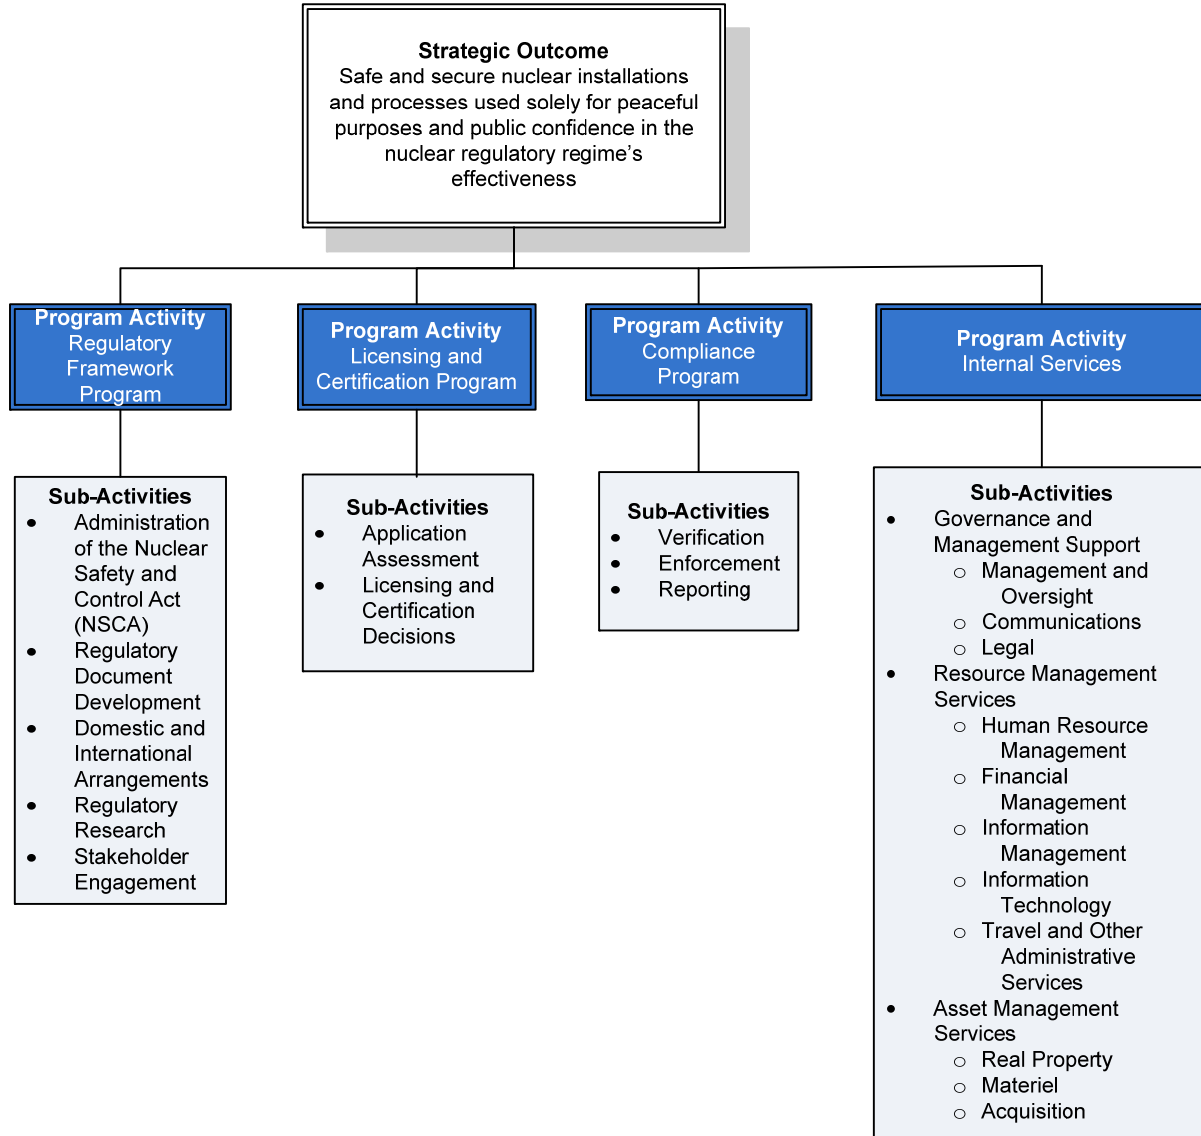 Strategic Outcome
Safe and secure nuclear installations
and processes used solely for peaceful
purposes and public confidence in the
nuclear regulatory regime’s
effectiveness
Program Activity
Regulatory
Framework
Program
Program Activity
Licensing and
Certification Program
Program Activity
Compliance
Program
Program Activity
Internal Services
Sub-Activities
• Administration
of the Nuclear
Safety and
Control Act
(NSCA)
• Regulatory
Document
Development
• Domestic and
International
Arrangements
• Regulatory
Research
• Stakeholder
Engagement
Sub-Activities
• Application
Assessment
• Licensing and
Certification
Decisions
Sub-Activities
• Verification
• Enforcement
• Reporting
Sub-Activities
• Governance and
Management Support
o Management and
Oversight
o Communications
o Legal
• Resource Management
Services
o Human Resource
Management
o Financial
Management
o Information
Management
o Information
Technology
o Travel and Other
Administrative
Services
• Asset Management
Services
o Real Property
o Materiel
o Acquisition